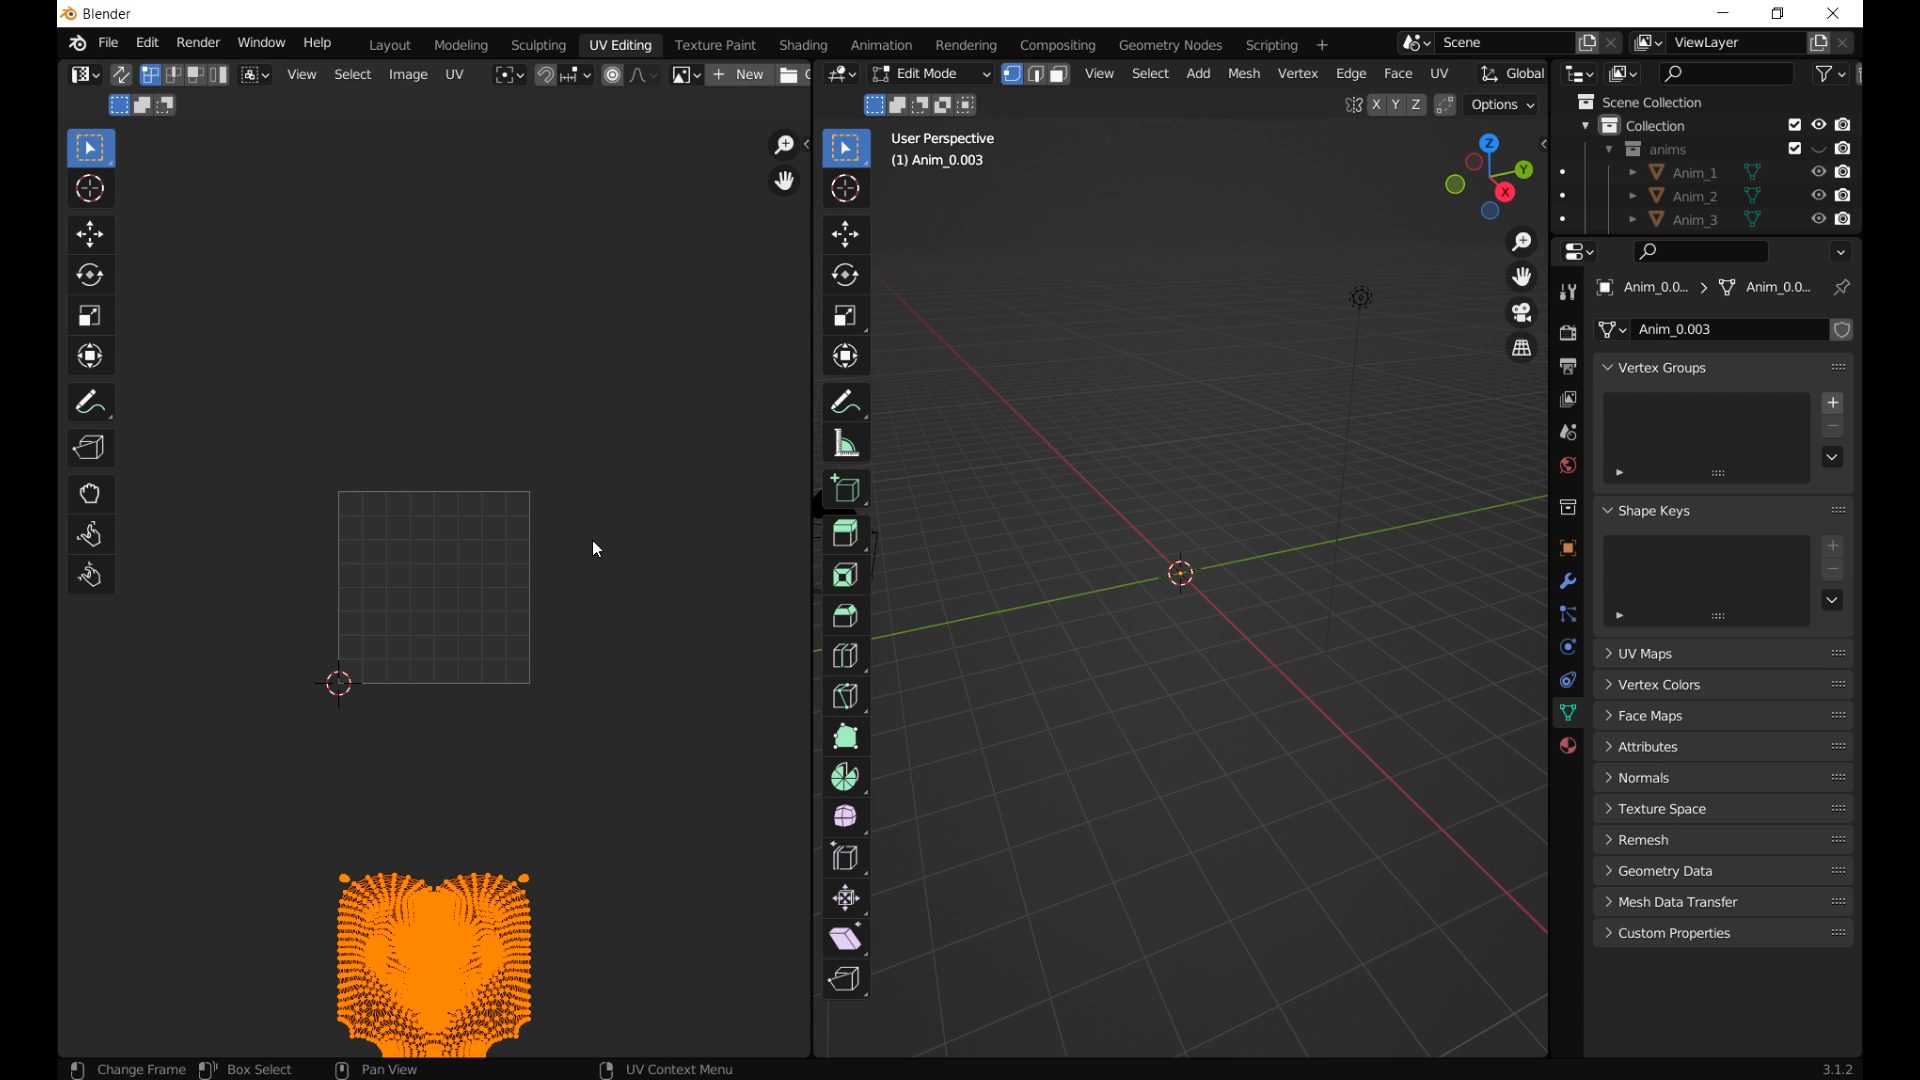 Blender
File Edit Render Window Help
Layout Modeling Sculpting UV Editing Texture Paint Shading Animation Rendering Compositing Geometry Nodes Scripting +
Scene ViewLayer
View Select Image UV New
Edit Mode View Select Add Mesh Vertex Edge Face UV Global
X Y Z Options
User Perspective
(1) Anim_0.003
Z
Y
X
Scene Collection
Collection
anims
Anim_1
Anim_2
Anim_3
Anim_0.0... Anim_0.0...
Anim_0.003
Vertex Groups
Shape Keys
UV Maps
Vertex Colors
Face Maps
Attributes
Normals
Texture Space
Remesh
Geometry Data
Mesh Data Transfer
Custom Properties
Change Frame Box Select Pan View UV Context Menu 3.1.2